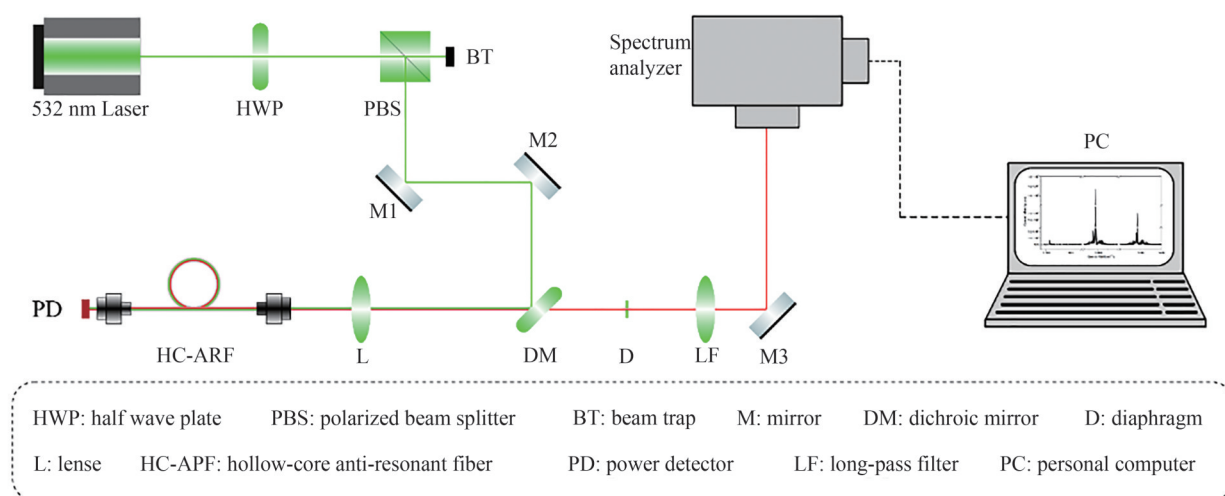 532 nm Laser
HWP
PBS
BT
Spectrum
analyzer
M1
M2
PC
PD
HC-ARF
L
DM
D
LF
M3
HWP: half wave plate PBS: polarized beam splitter BT: beam trap M: mirror DM: dichroic mirror D: diaphragm
L: lense HC-APF: hollow-core anti-resonant fiber PD: power detector LF: long-pass filter PC: personal computer